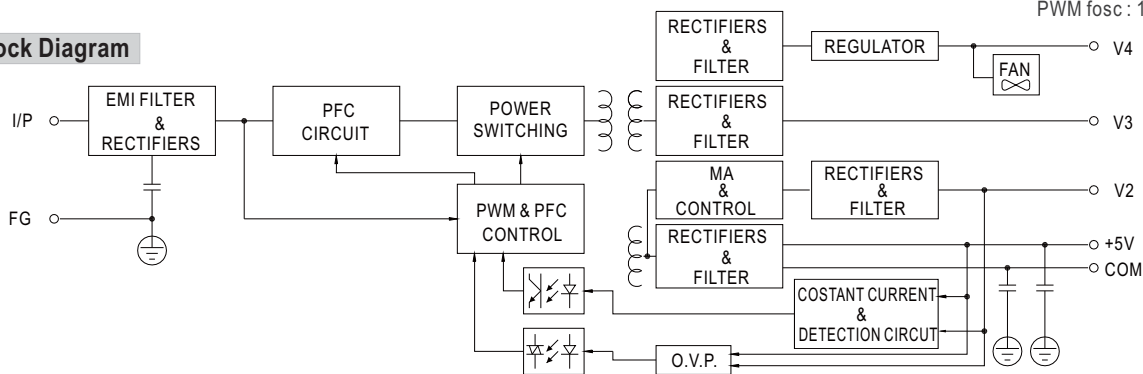 PWM fosc : 1
ock Diagram
I/P
EMI FILTER
&
RECTIFIERS
PFC
CIRCUIT
POWER
SWITCHING
RECTIFIERS
&
FILTER
REGULATOR
FAN
V4
RECTIFIERS
&
FILTER
V3
MA
&
CONTROL
RECTIFIERS
&
FILTER
V2
FG
PWM & PFC
CONTROL
RECTIFIERS
&
FILTER
+5V
COM
COSTANT CURRENT
&
DETECTION CIRCUT
O.V.P.